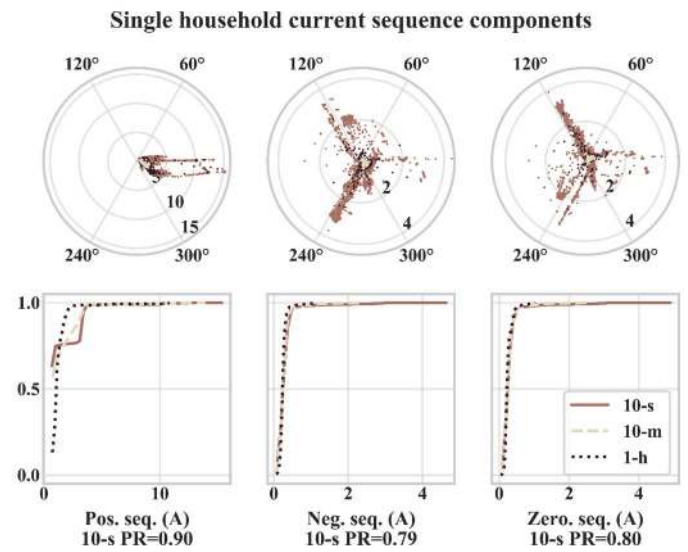 Single household current sequence components
120° 60° 120° 60° 120° 60°
5 10 15 2 4 2 4
240° 300° 240° 300° 240° 300°
1.0
0.5
0.0
10-s
10-m
1-h
0 10 0 2 4 0 2 4
Pos. seq. (A) Neg. seq. (A) Zero. seq. (A)
10-s PR=0.90 10-s PR=0.79 10-s PR=0.80